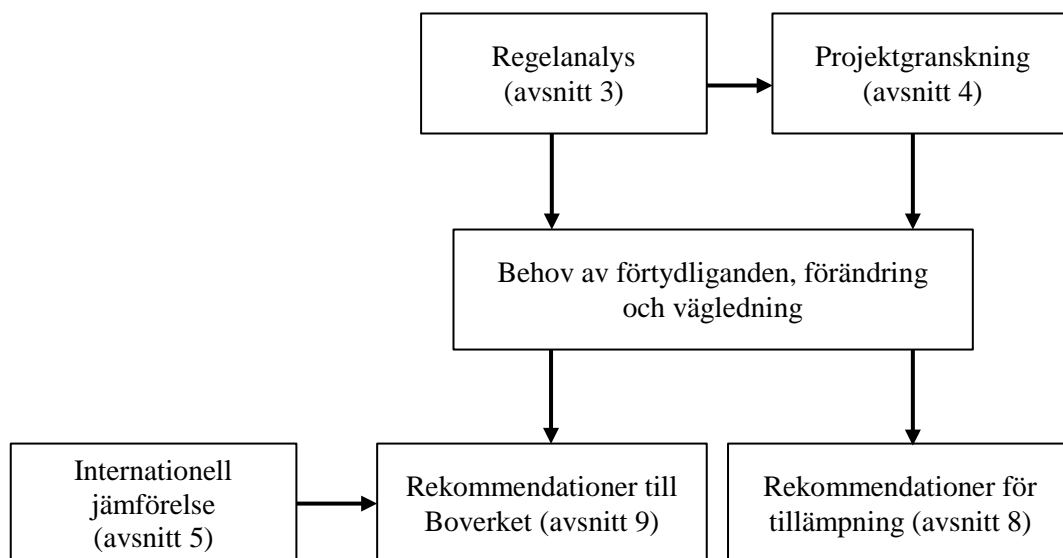 Regelanalys
(avsnitt 3)
Projektgranskning
(avsnitt 4)
Behov av förtydliganden, förändring
och vägledning
Internationell
jämförelse
(avsnitt 5)
Rekommendationer till
Boverket (avsnitt 9)
Rekommendationer för
tillämpning (avsnitt 8)